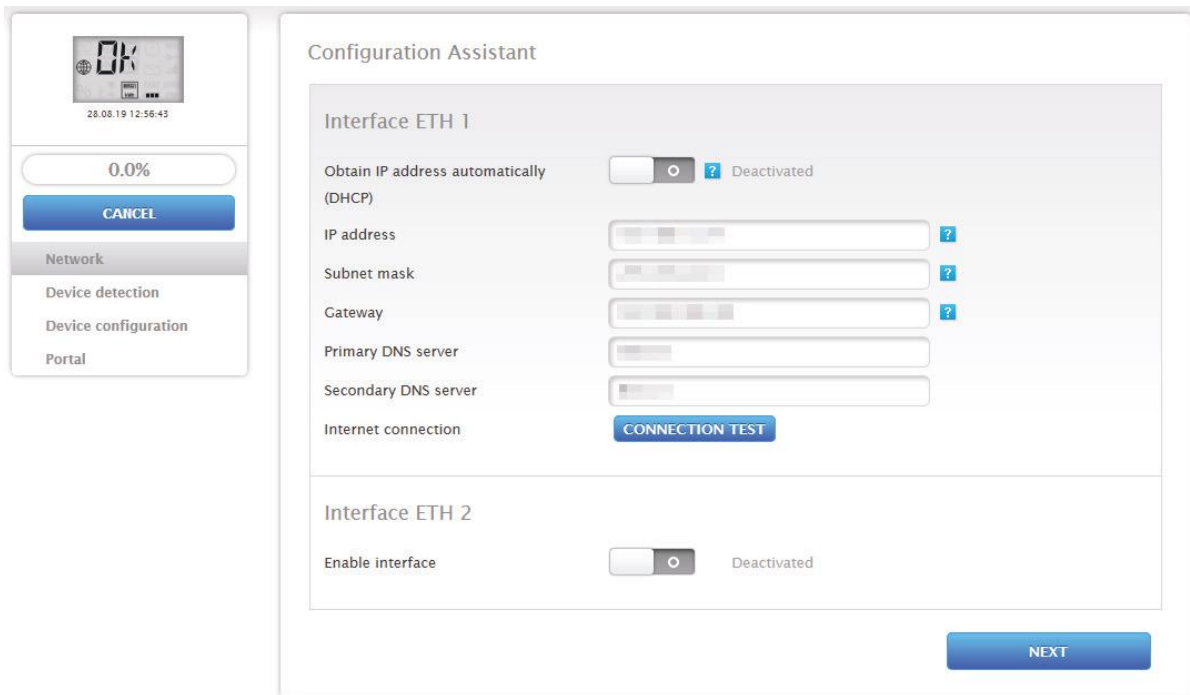 OK
28.08.19 12:56:43
0.0%
CANCEL
Network
Device detection
Device configuration
Portal
Configuration Assistant
Interface ETH 1
Obtain IP address automatically
(DHCP)
? Deactivated
IP address
?
Subnet mask
?
Gateway
?
Primary DNS server
Secondary DNS server
Internet connection
CONNECTION TEST
Interface ETH 2
Enable interface
Deactivated
NEXT